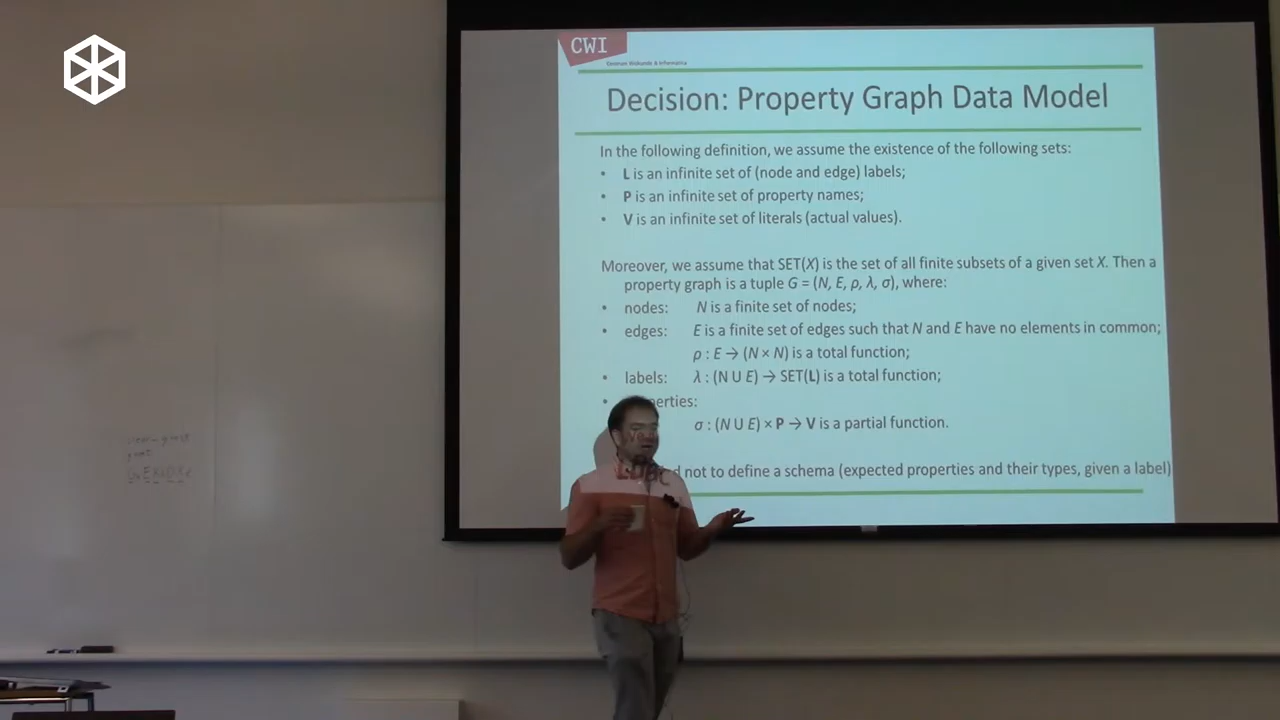 CWI
Centrum Wiskunde & Informatica
Decision: Property Graph Data Model
In the following definition, we assume the existence of the following sets:
• L is an infinite set of (node and edge) labels;
• P is an infinite set of property names;
• V is an infinite set of literals (actual values).
Moreover, we assume that SET(X) is the set of all finite subsets of a given set X. Then a
property graph is a tuple G = (N, E, ρ, λ, σ), where:
• nodes: N is a finite set of nodes;
• edges: E is a finite set of edges such that N and E have no elements in common;
ρ : E → (N × N) is a total function;
• labels: λ : (N U E) → SET(L) is a total function;
• erties:
σ : (N U E) × P → V is a partial function.
not to define a schema (expected properties and their types, given a label)